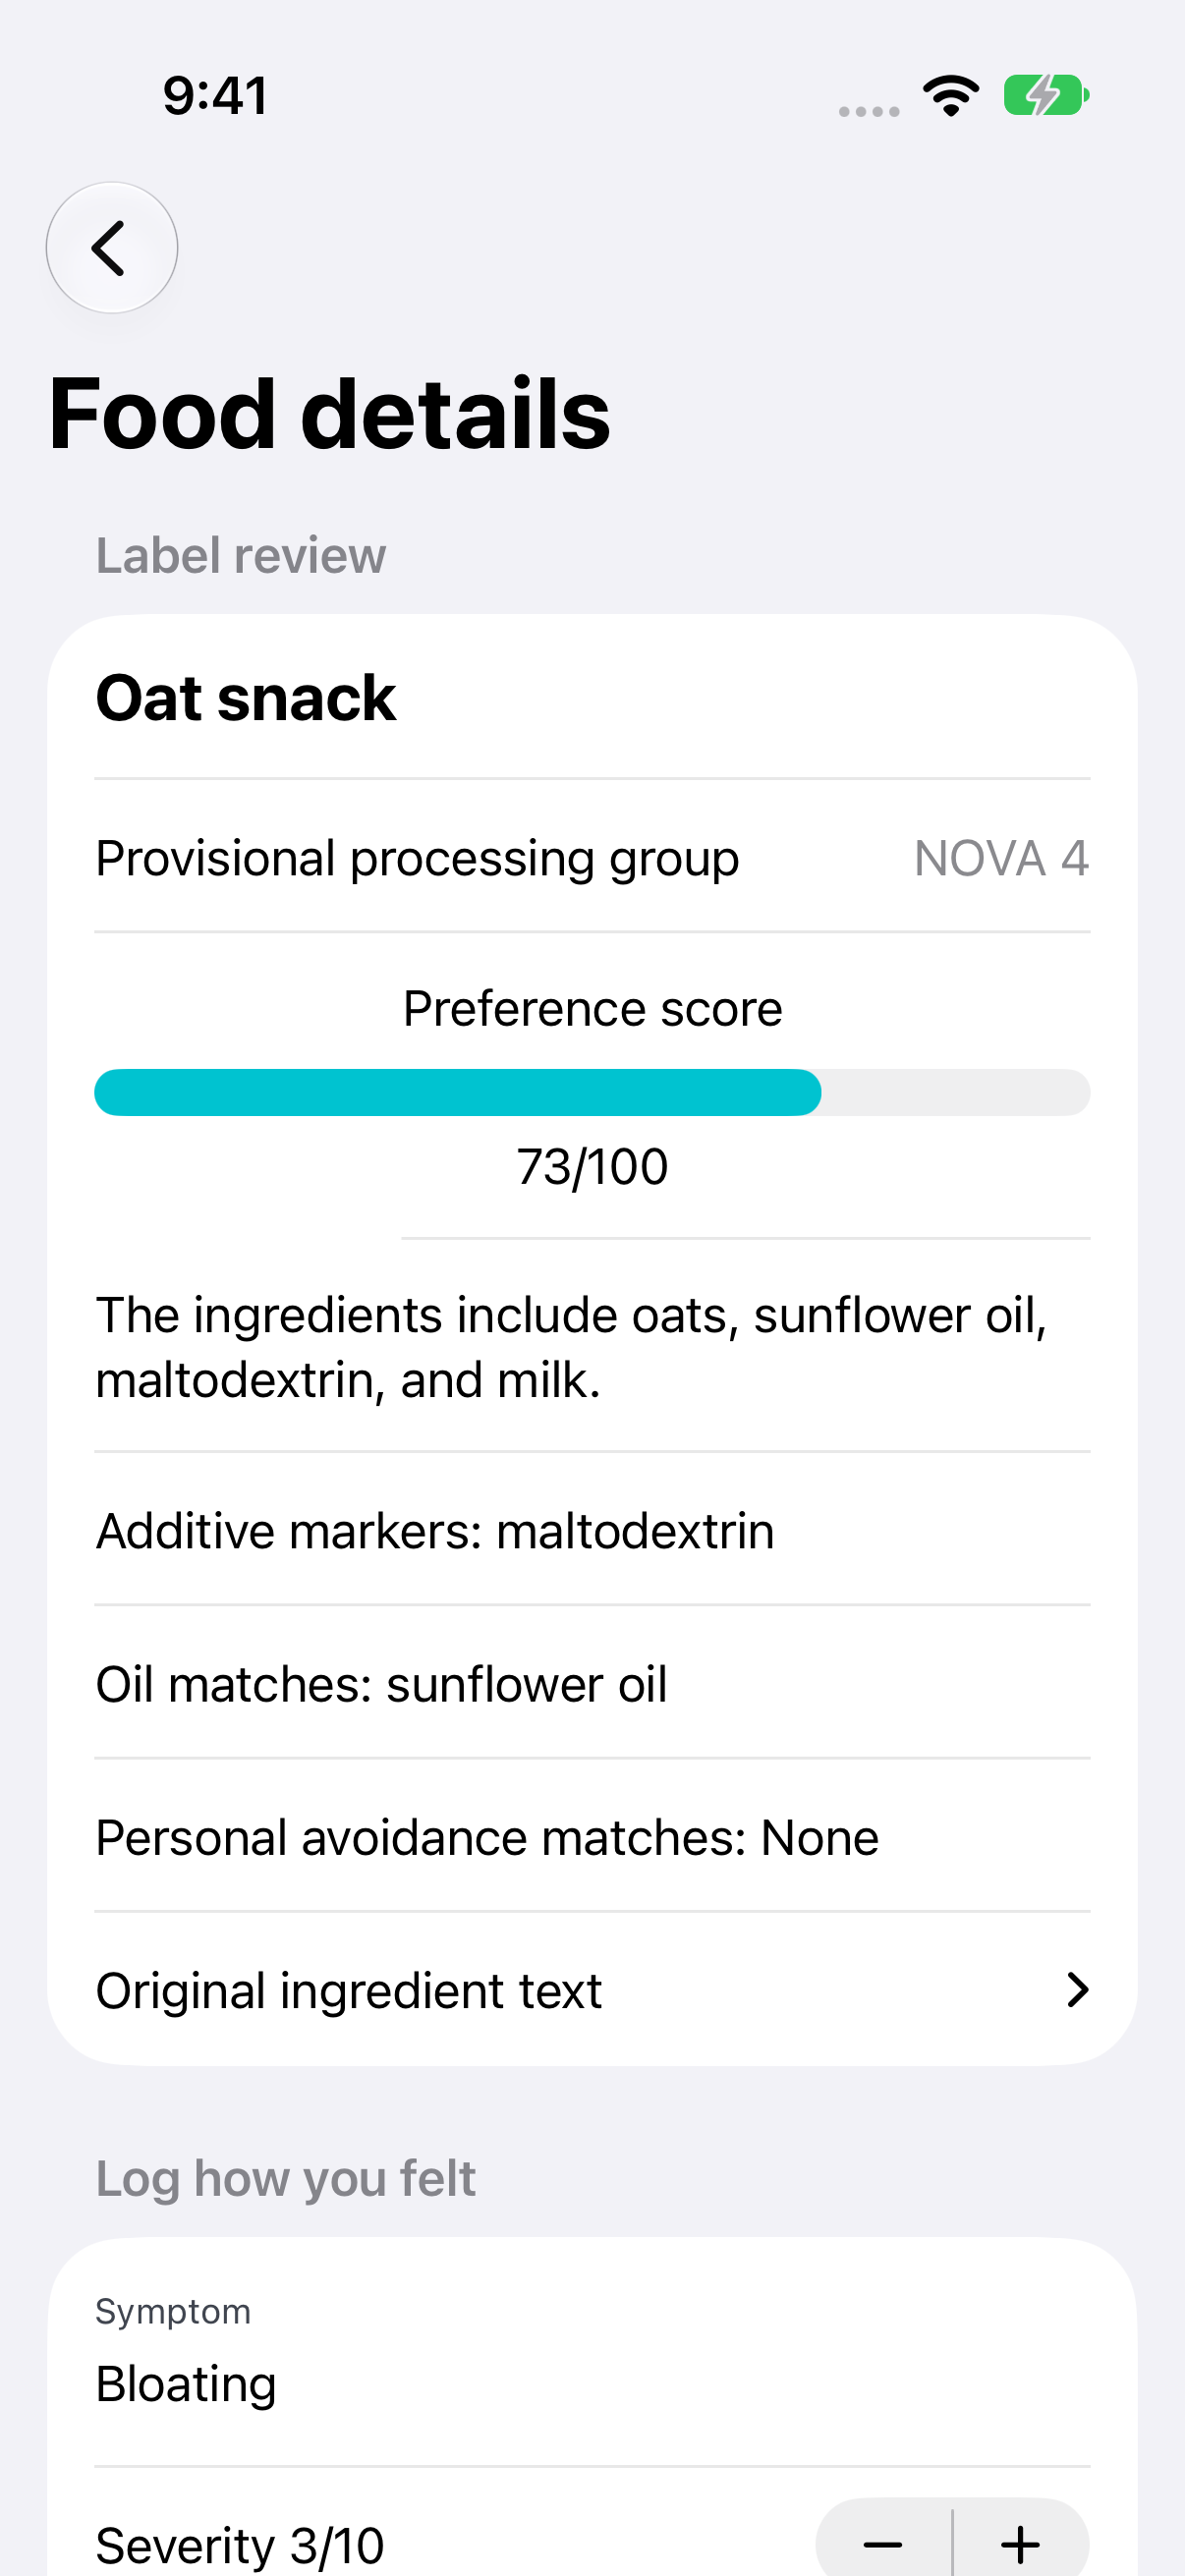 9:41
Food details
Label review
Oat snack
Provisional processing group NOVA 4
Preference score
73/100
The ingredients include oats, sunflower oil,
maltodextrin, and milk.
Additive markers: maltodextrin
Oil matches: sunflower oil
Personal avoidance matches: None
Original ingredient text
Log how you felt
Symptom
Bloating
Severity 3/10